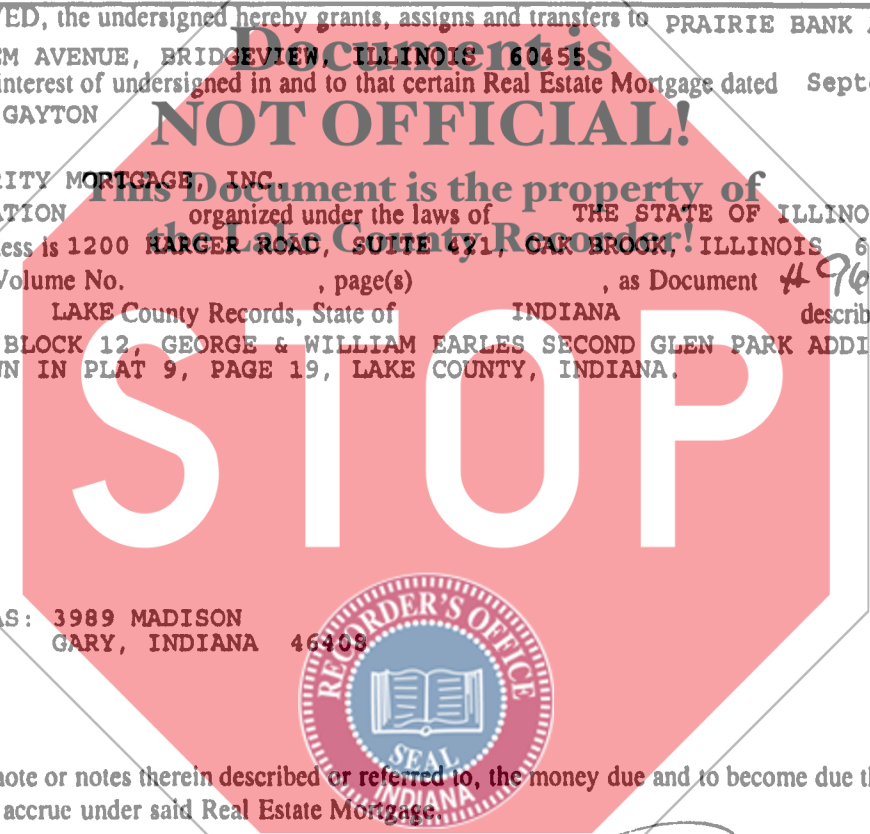 VED, the undersigned hereby grants, assigns and transfers to PRAIRIE BANK
Document is
EM AVENUE, BRIDGEVIEW, ILLINOIS 60455
interest of undersigned in and to that certain Real Estate Mortgage dated Septe
GAYTON
NOT OFFICIAL!
RITY MORTGAGE, INC.
This Document is the property of
ATION organized under the laws of THE STATE OF ILLINO
the Lake County Recorder!
ess is 1200 HARGER ROAD, SUITE 421, OAK BROOK, ILLINOIS 6
Volume No. , page(s) , as Document #96
LAKE County Records, State of INDIANA describ
BLOCK 12, GEORGE & WILLIAM EARLES SECOND GLEN PARK ADDI
WN IN PLAT 9, PAGE 19, LAKE COUNTY, INDIANA.
STOP
AS: 3989 MADISON
GARY, INDIANA 46408
RECORDER'S OFFICE
SEAL
INDIANA
note or notes therein described or referred to, the money due and to become due th
accrue under said Real Estate Mortgage.